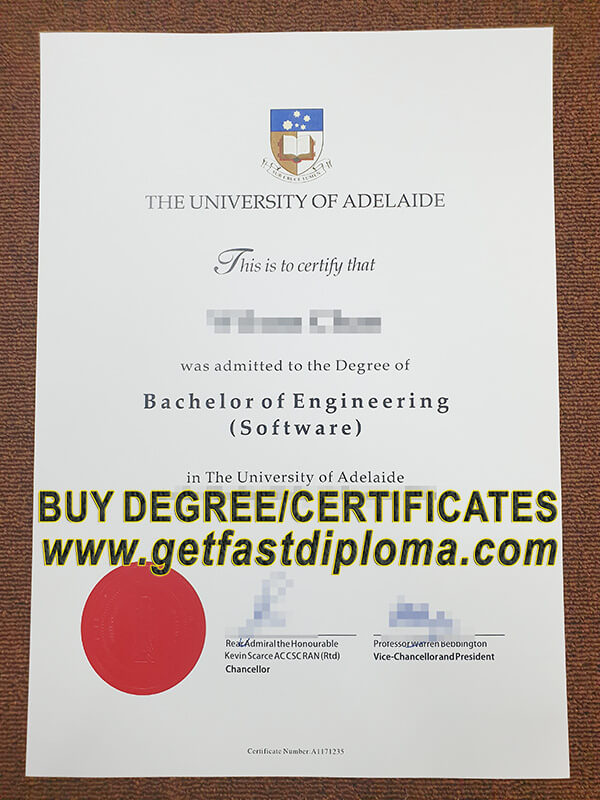 THE UNIVERSITY OF ADELAIDE
This is to certify that
was admitted to the Degree of
Bachelor of Engineering
(Software)
in The University of Adelaide
BUY DEGREE/CERTIFICATES
www.getfastdiploma.com
Rear Admiral the Honourable
Kevin Scarce AC CSC RAN (Rtd)
Chancellor
Professor Warren Bebbington
Vice-Chancellor and President
Certificate Number A1171235